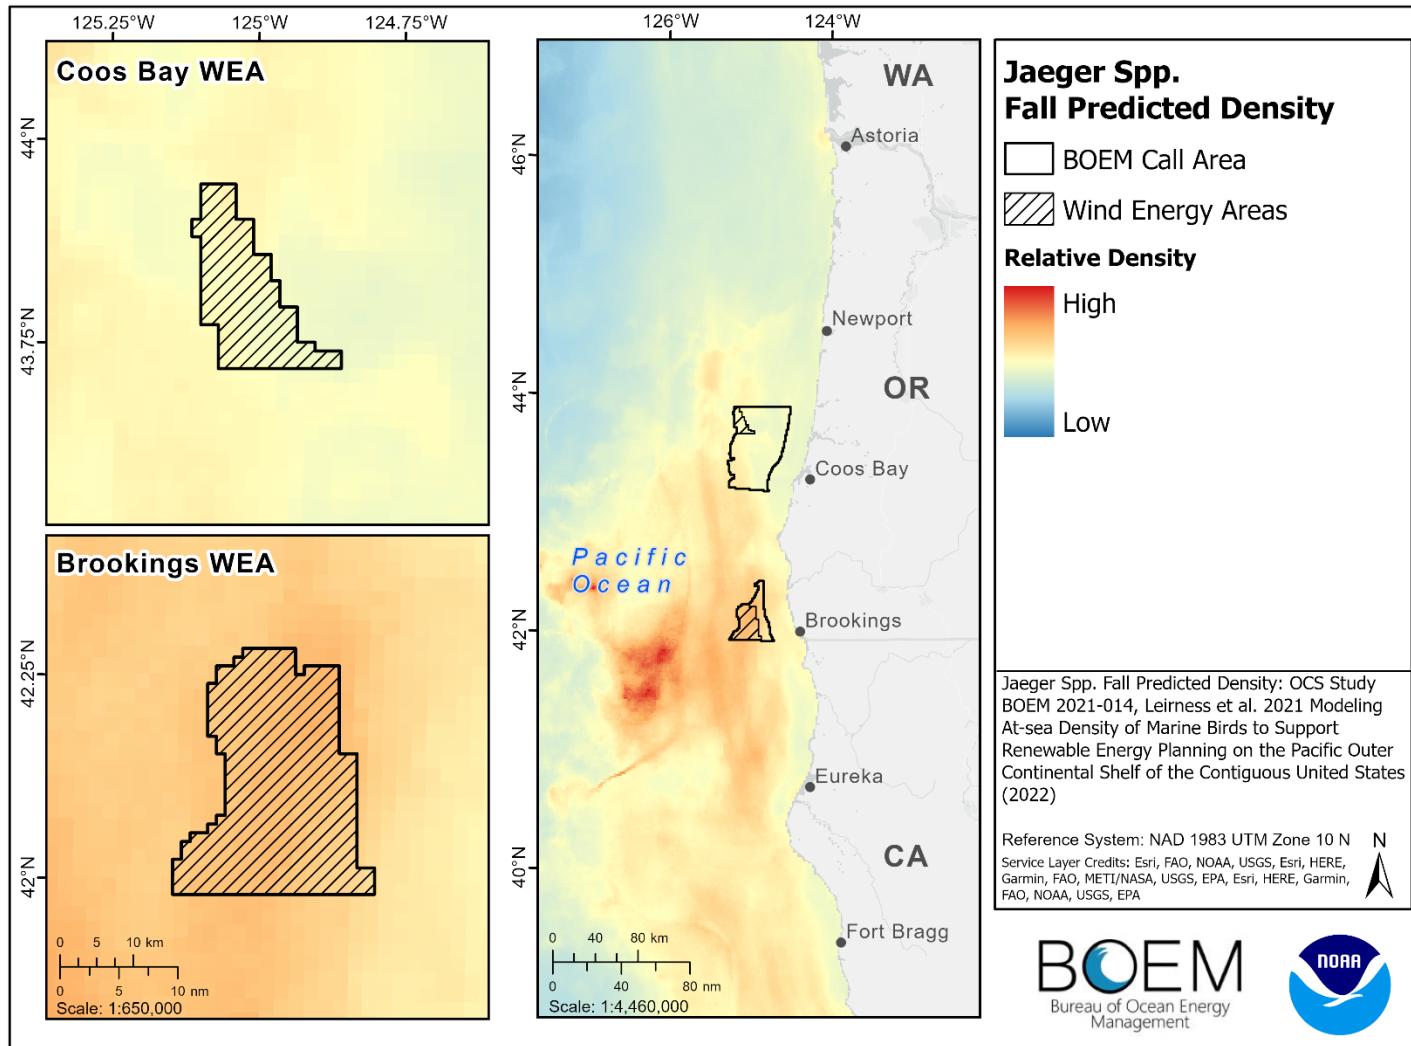 125.25°W
125°W
124.75°W
126°W
124°W
Coos Bay WEA
44°N
43.75°N
Brookings WEA
42.25°N
42°N
0 5 10 km
0 5 10 nm
Scale: 1:650,000
46°N
44°N
42°N
40°N
WA
Astoria
Newport
OR
Coos Bay
Pacific
Ocean
Brookings
Eureka
CA
Fort Bragg
0 40 80 km
0 40 80 nm
Scale: 1:4,460,000
Jaeger Spp.
Fall Predicted Density
BOEM Call Area
Wind Energy Areas
Relative Density
High
Low
Jaeger Spp. Fall Predicted Density: OCS Study
BOEM 2021-014, Leirness et al. 2021 Modeling
At-sea Density of Marine Birds to Support
Renewable Energy Planning on the Pacific Outer
Continental Shelf of the Contiguous United States
(2022)
Reference System: NAD 1983 UTM Zone 10 N
N
Service Layer Credits: Esri, FAO, NOAA, USGS, Esri, HERE,
Garmin, FAO, METI/NASA, USGS, EPA, Esri, HERE, Garmin,
FAO, NOAA, USGS, EPA
BOEM
Bureau of Ocean Energy
Management
NOAA